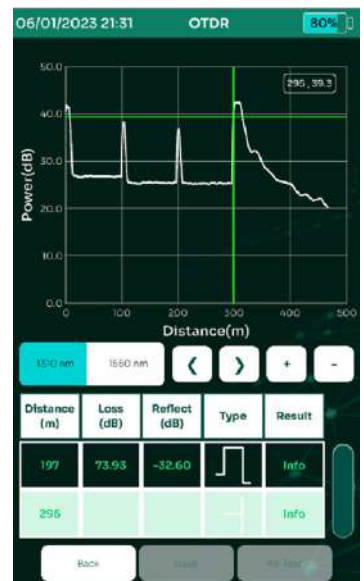 06/01/2023 21:31 OTDR 80%
50.0
295 , 39.3
40.0
30.0
20.0
10.0
0.0
Power(dB)
0 100 200 300 400 500
Distance(m)
1310 nm 1550 nm < > + -
Distance (m) Loss (dB) Reflect (dB) Type Result
197 73.93 -32.60 Info
295 Info
Back